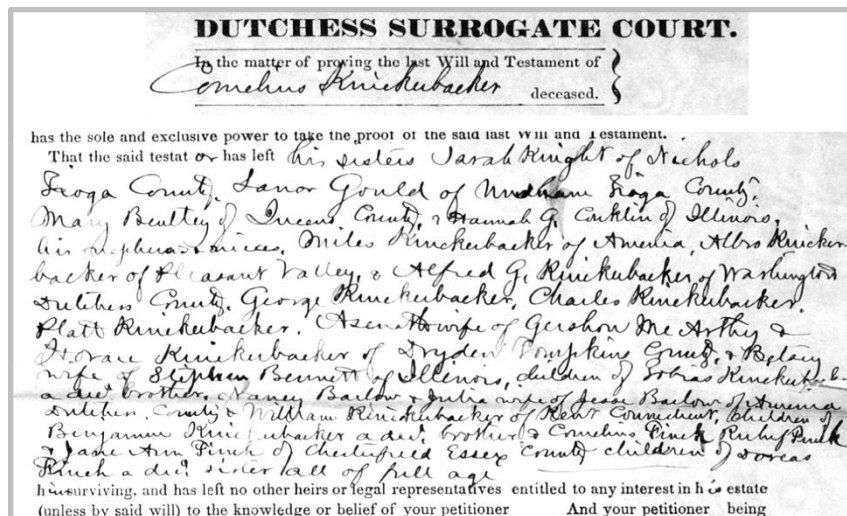 DUTCHESS SURROGATE COURT.
In the matter of proving the last Will and Testament of
Cornelius Knickerbacker
deceased.
has the sole and exclusive power to take the proof of the said last Will and Testament.
That the said testator has left his sisters Sarah Knight of Nichols
Tioga County, Lanor Gould of Tioga County,
Mary Beuttey of Queens County, & Hannah G. Conklin of Illinois,
his nephews & nieces, Miles Knickerbacker of Amenia, Albro Knicker
backer of Pleasant Valley, & Alfred G. Knickerbacker of Washington
Dutchess County, George Knickerbacker, Charles Knickerbacker,
Platt Knickerbacker, Asenath wife of Gershon McArthy &
Horace Knickerbacker of Dryden Tompkins County, & Betsey
wife of Stephen Bennett of Illinois, children of Tobias Knickerb
a decd brother, Nancy Barlow & Julia wife of Jesse Barlow of Amenia
Dutchess County & William Knickerbacker of Kent Connecticut, children of
Benjamin Knickerbacker a decd brother & Cornelius Finch Rufus Finch
& Jane Ann Finch of Chesterfield Essex County children of Dorcas
Finch a decd sister all of full age
him surviving, and has left no other heirs or legal representatives entitled to any interest in his estate
(unless by said will) to the knowledge or belief of your petitioner And your petitioner being